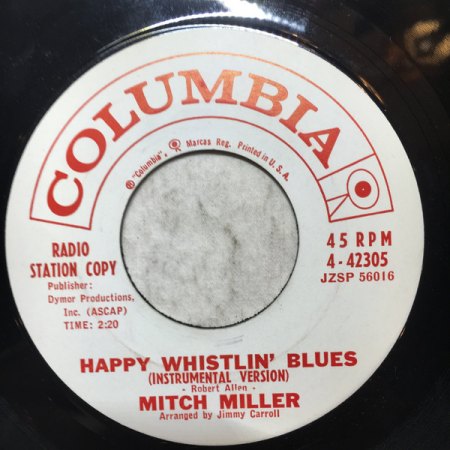 COLUMBIA
® "Columbia", Marcas Reg. Printed in U.S.A.
RADIO
STATION COPY
Publisher:
Dymor Productions,
Inc. (ASCAP)
TIME: 2:20
45 RPM
4-42305
JZSP 56016
HAPPY WHISTLIN' BLUES
(INSTRUMENTAL VERSION)
- Robert Allen -
MITCH MILLER
Arranged by Jimmy Carroll